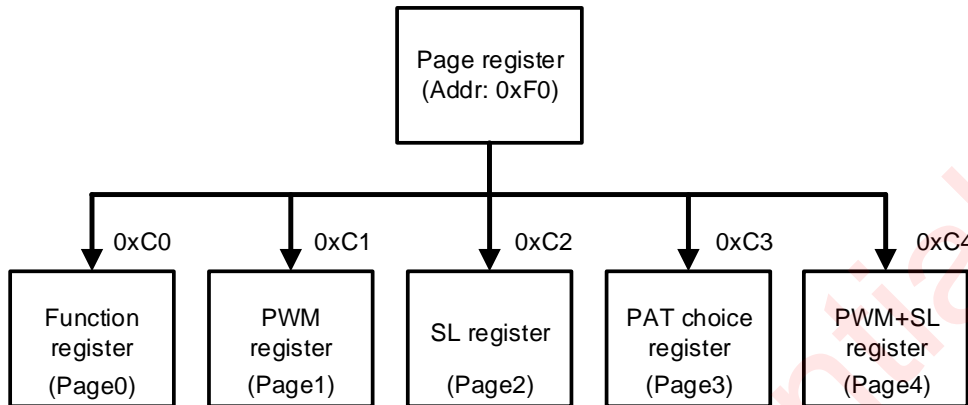 Page register
(Addr: 0xF0)
0xC0
0xC1
0xC2
0xC3
0xC4
Function
register
(Page0)
PWM
register
(Page1)
SL register
(Page2)
PAT choice
register
(Page3)
PWM+SL
register
(Page4)